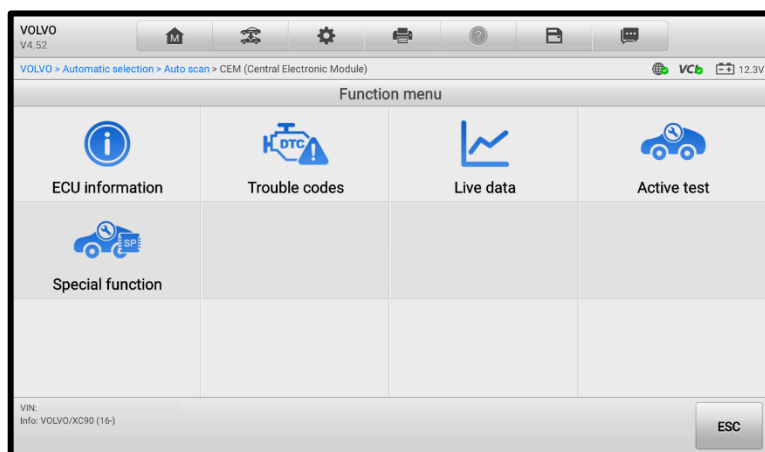 VOLVO
V4.52
M
?
VOLVO > Automatic selection > Auto scan > CEM (Central Electronic Module)
VCI
12.3V
Function menu
ECU information
DTC
Trouble codes
Live data
Active test
SP
Special function
VIN:
Info: VOLVO/XC90 (16-)
ESC